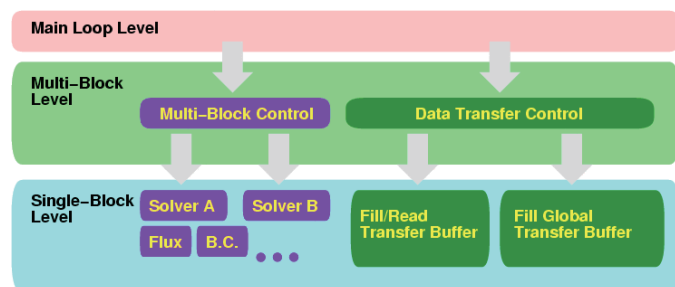 Main Loop Level
Multi−Block
Level
Multi−Block Control
Data Transfer Control
Single−Block
Level
Solver A
Solver B
Flux
B.C.
Fill/Read
Transfer Buffer
Fill Global
Transfer Buffer